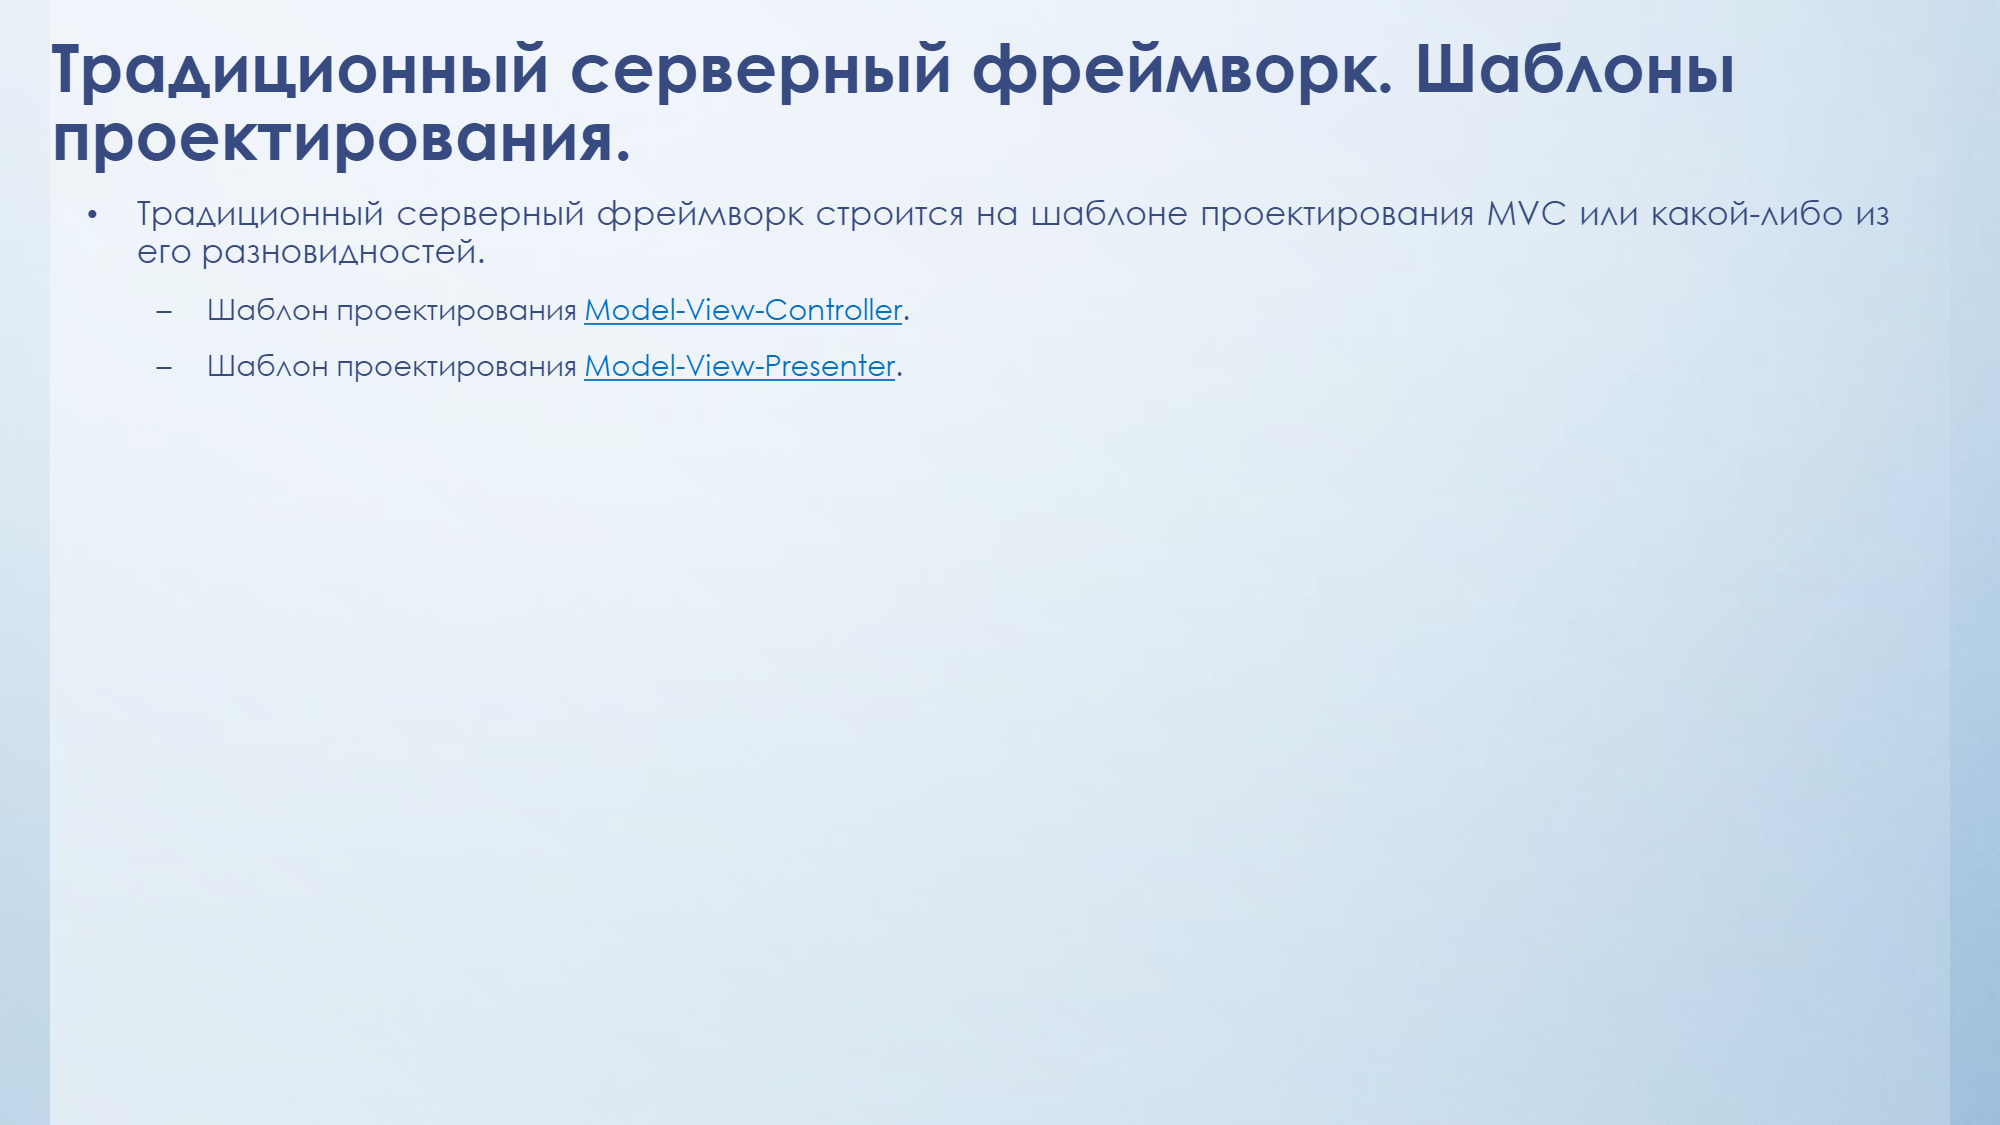 Традиционный серверный фреймворк. Шаблоны
проектирования.
• Традиционный серверный фреймворк строится на шаблоне проектирования MVC или какой-либо из
его разновидностей.
– Шаблон проектирования Model-View-Controller.
– Шаблон проектирования Model-View-Presenter.